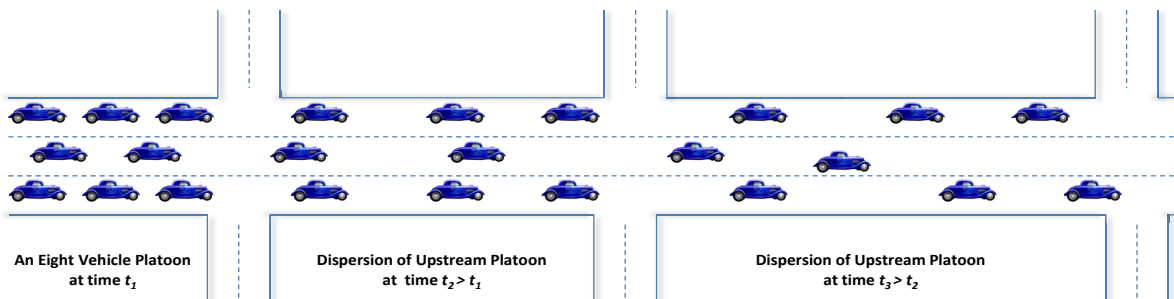 An Eight Vehicle Platoon
at time t1
Dispersion of Upstream Platoon
at time t2 > t1
Dispersion of Upstream Platoon
at time t3 > t2